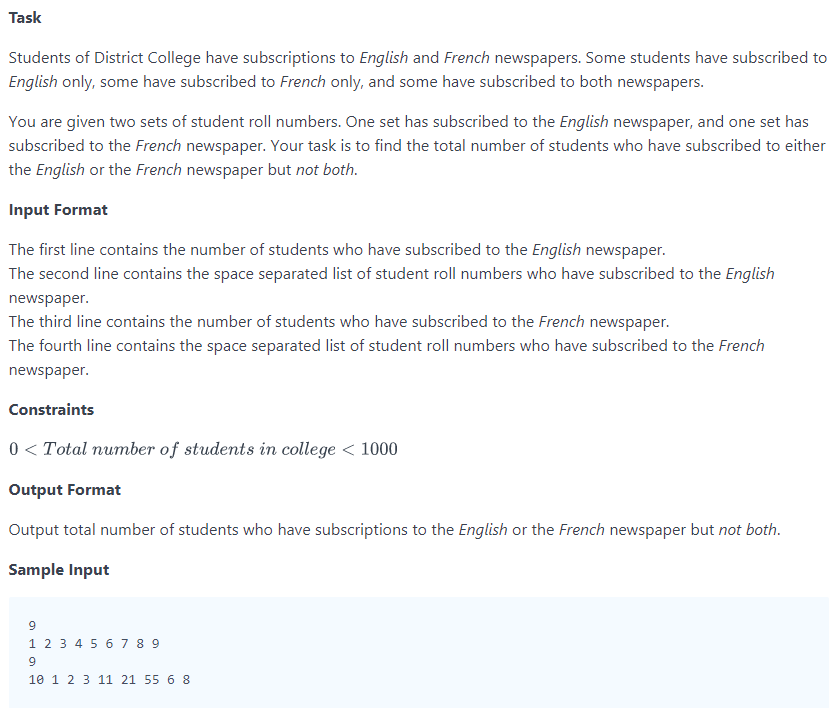 Task
Students of District College have subscriptions to English and French newspapers. Some students have subscribed to
English only, some have subscribed to French only, and some have subscribed to both newspapers.
You are given two sets of student roll numbers. One set has subscribed to the English newspaper, and one set has
subscribed to the French newspaper. Your task is to find the total number of students who have subscribed to either
the English or the French newspaper but not both.
Input Format
The first line contains the number of students who have subscribed to the English newspaper.
The second line contains the space separated list of student roll numbers who have subscribed to the English
newspaper.
The third line contains the number of students who have subscribed to the French newspaper.
The fourth line contains the space separated list of student roll numbers who have subscribed to the French
newspaper.
Constraints
0 < Total number of students in college < 1000
Output Format
Output total number of students who have subscriptions to the English or the French newspaper but not both.
Sample Input
9
1 2 3 4 5 6 7 8 9
9
10 1 2 3 11 21 55 6 8